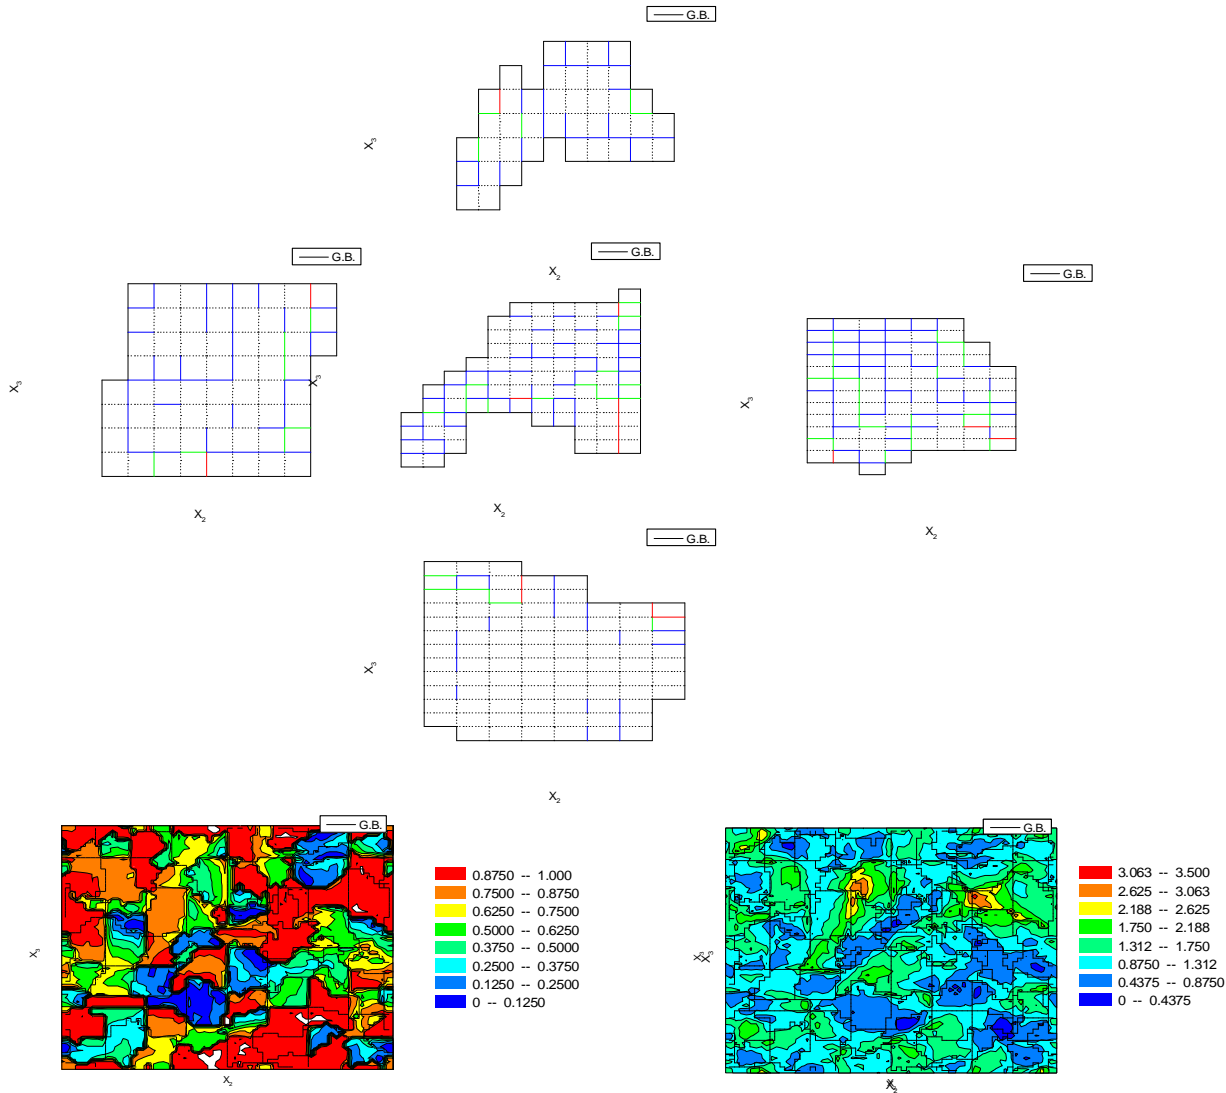 G.B.
X3
X2
G.B.
X3
X2
G.B.
X3
X2
G.B.
X3
X2
G.B.
X3
X2
G.B.
X3
X2
0.8750 -- 1.000
0.7500 -- 0.8750
0.6250 -- 0.7500
0.5000 -- 0.6250
0.3750 -- 0.5000
0.2500 -- 0.3750
0.1250 -- 0.2500
0 -- 0.1250
G.B.
X3
X3
X2
3.063 -- 3.500
2.625 -- 3.063
2.188 -- 2.625
1.750 -- 2.188
1.312 -- 1.750
0.8750 -- 1.312
0.4375 -- 0.8750
0 -- 0.4375